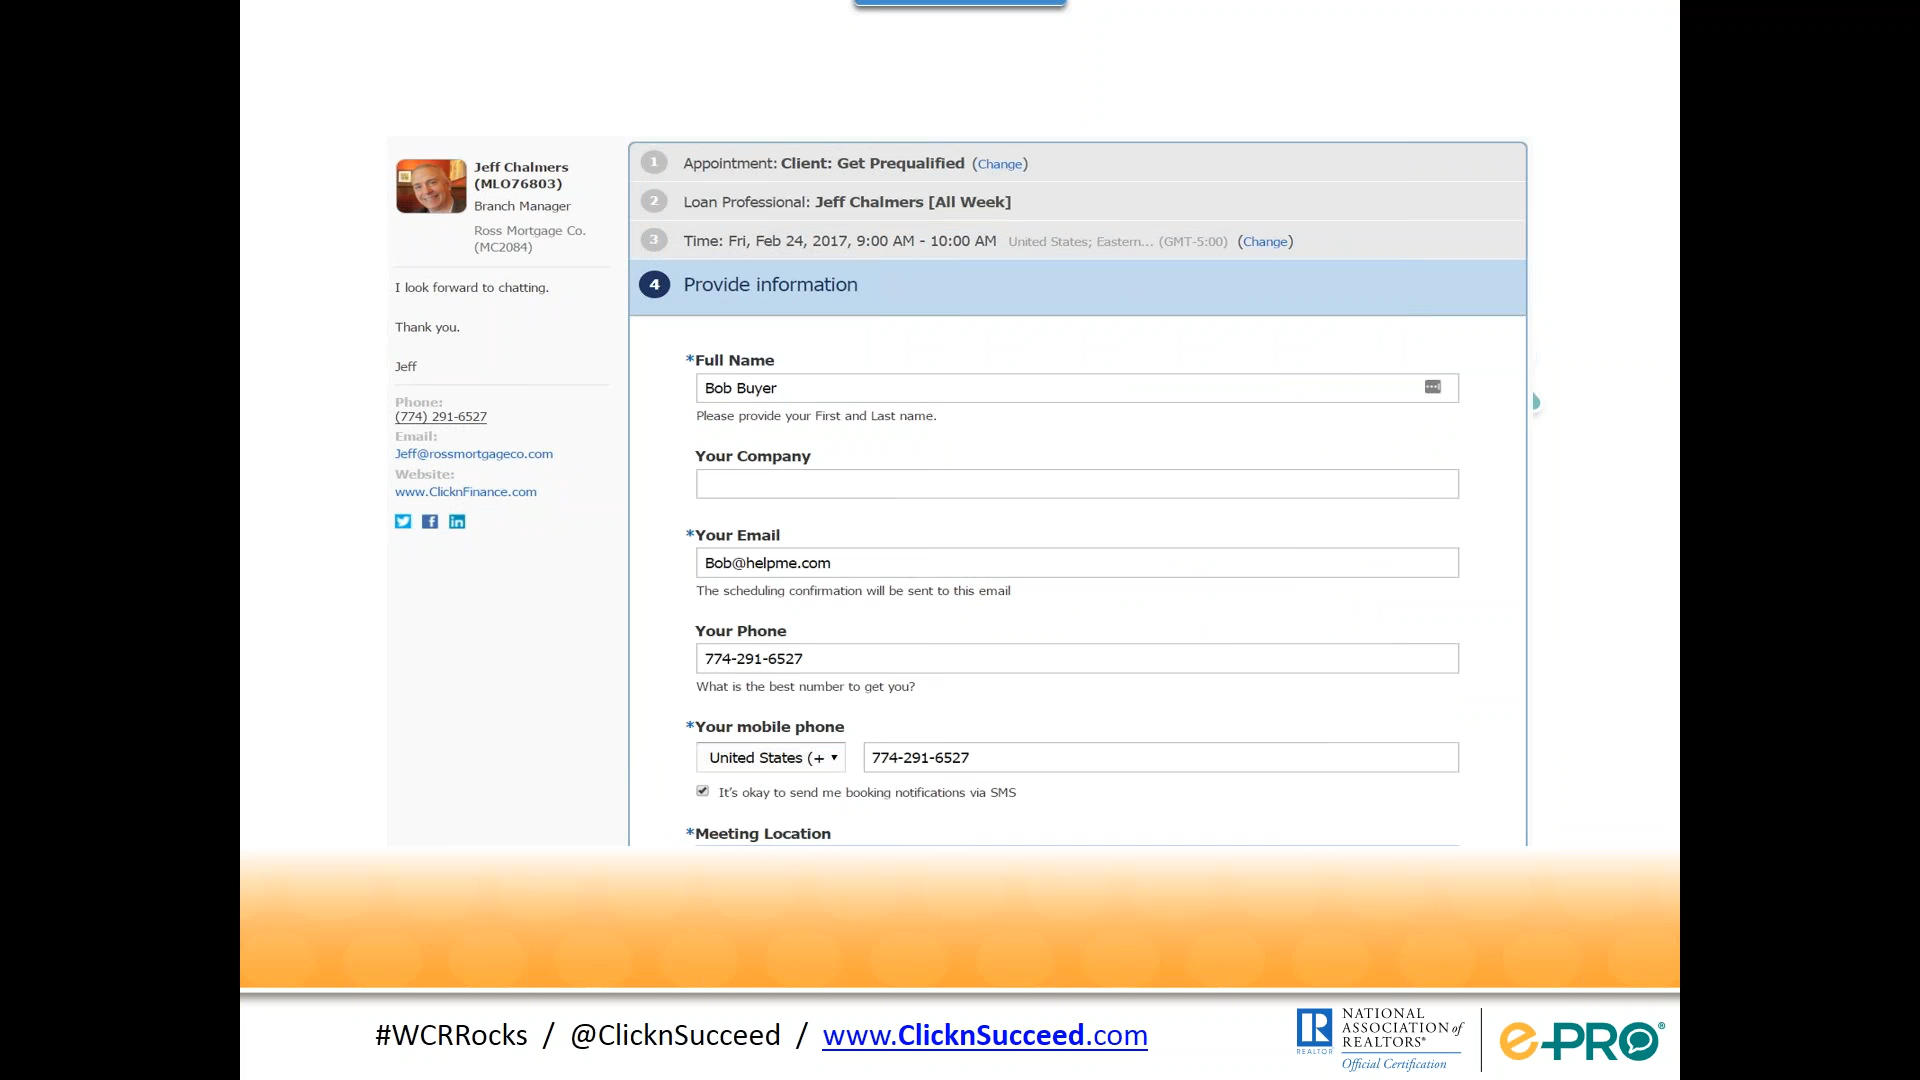 Jeff Chalmers
(MLO76803)
Branch Manager
Ross Mortgage Co.
(MC2084)
I look forward to chatting.
Thank you.
Jeff
Phone:
(774) 291-6527
Email:
Jeff@rossmortgageco.com
Website:
www.ClicknFinance.com
1 Appointment: Client: Get Prequalified (Change)
2 Loan Professional: Jeff Chalmers [All Week]
3 Time: Fri, Feb 24, 2017, 9:00 AM - 10:00 AM United States; Eastern... (GMT-5:00) (Change)
4 Provide information
*Full Name
Bob Buyer
Please provide your First and Last name.
Your Company
*Your Email
Bob@helpme.com
The scheduling confirmation will be sent to this email
Your Phone
774-291-6527
What is the best number to get you?
*Your mobile phone
United States (+ 774-291-6527
It's okay to send me booking notifications via SMS
*Meeting Location
#WCRRocks / @ClicknSucceed / www.ClicknSucceed.com
REALTOR
NATIONAL
ASSOCIATION of
REALTORS®
Official Certification
e-PRO®